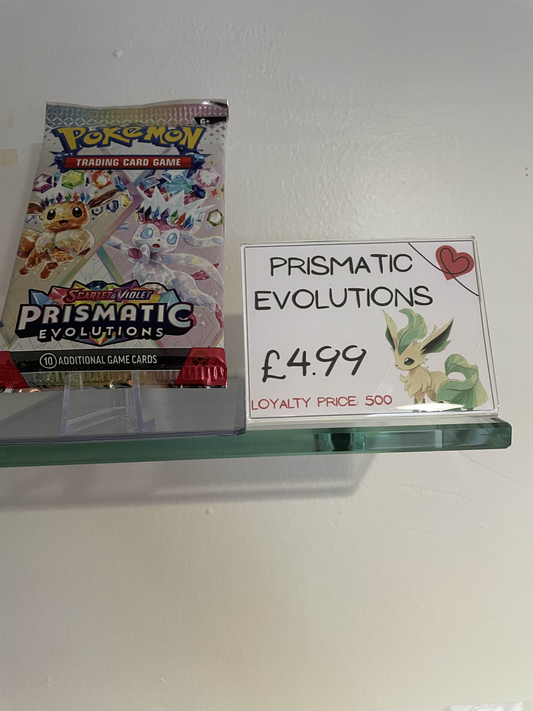 6+
POKéMON
TRADING CARD GAME
SCARLET & VIOLET
PRISMATIC
EVOLUTIONS
10 ADDITIONAL GAME CARDS
PRISMATIC
EVOLUTIONS
£4.99
LOYALTY PRICE: 500